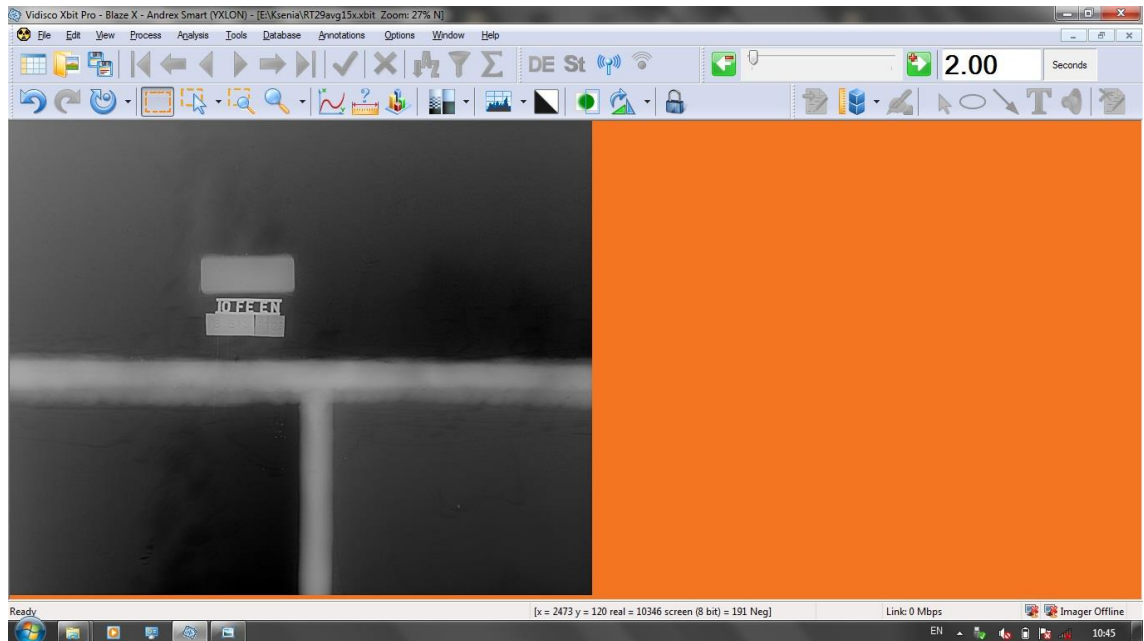 Vidisco Xbit Pro - Blaze X - Andrex Smart (YXLON) - [E:\Ksenia\RT29avg15x.xbit Zoom: 27% N]
File Edit View Process Analysis Tools Database Annotations Options Window Help
DE St 2.00 Seconds
10 FE EN
Ready [x = 2473 y = 120 real = 10346 screen (8 bit) = 191 Neg] Link: 0 Mbps Imager Offline
EN 10:45